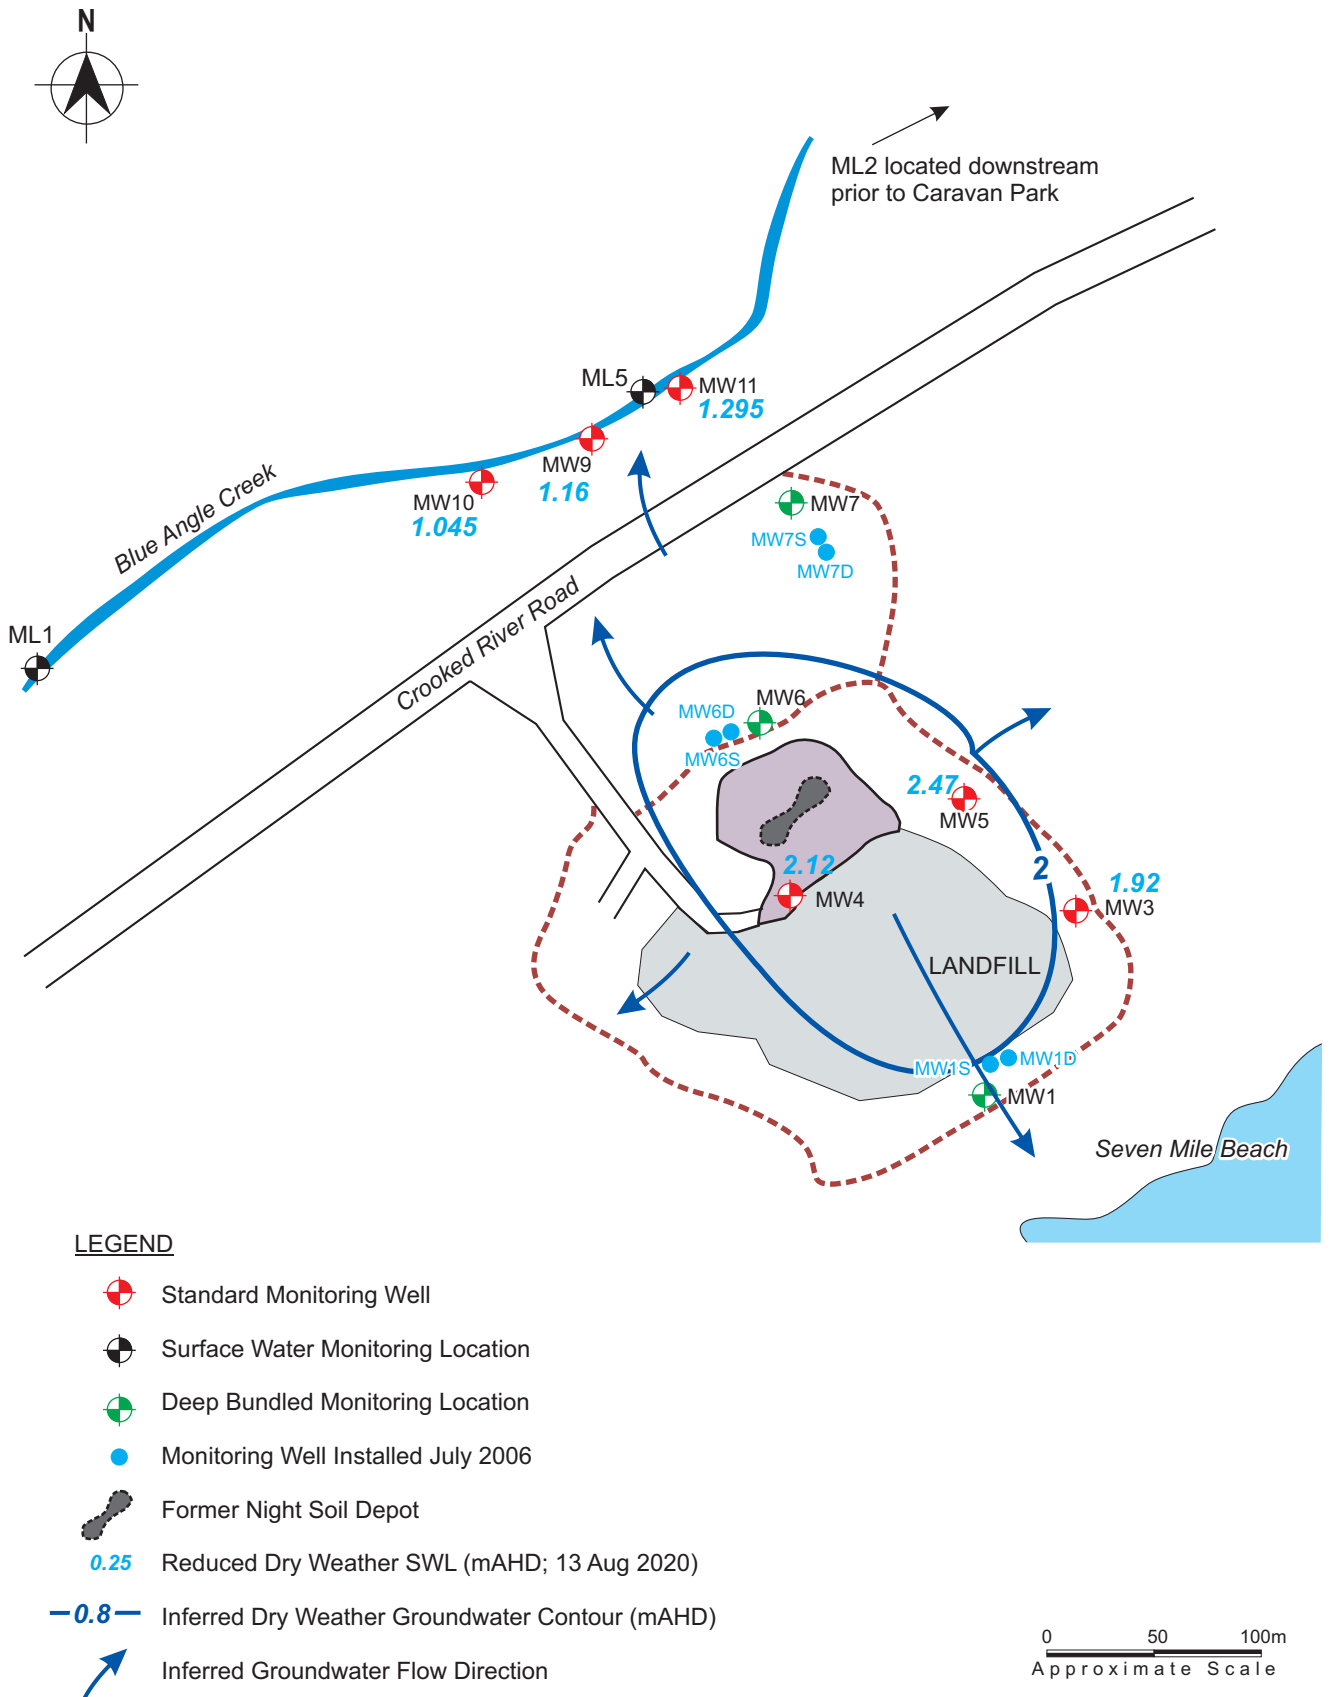 N
ML2 located downstream
prior to Caravan Park
ML5
MW11
1.295
MW9
1.16
MW10
1.045
Blue Angle Creek
MW7
MW7S
MW7D
ML1
Crooked River Road
MW6
MW6D
MW6S
2.47
MW5
2.12
MW4
2
1.92
MW3
LANDFILL
MW1S
MW1D
MW1
Seven Mile Beach
LEGEND
Standard Monitoring Well
Surface Water Monitoring Location
Deep Bundled Monitoring Location
Monitoring Well Installed July 2006
Former Night Soil Depot
0.25 Reduced Dry Weather SWL (mAHD; 13 Aug 2020)
0.8 Inferred Dry Weather Groundwater Contour (mAHD)
Inferred Groundwater Flow Direction
0 50 100m
Approximate Scale